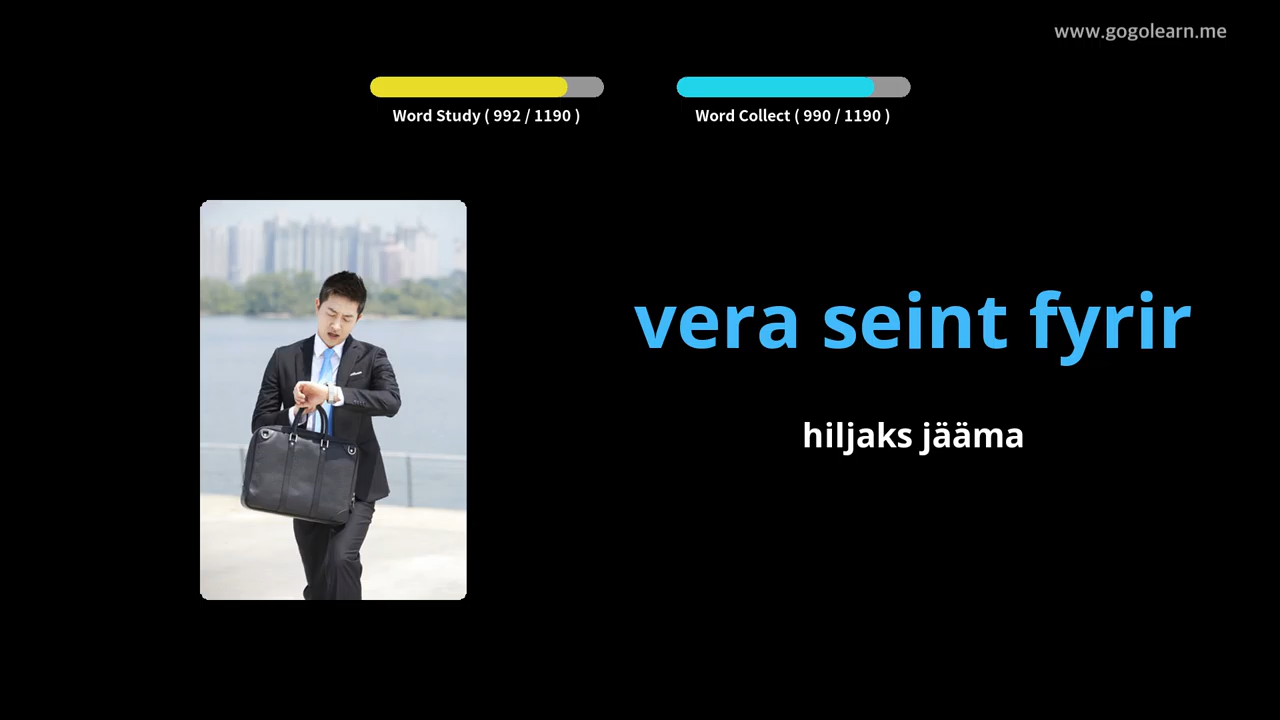 www.gogolearn.me
Word Study ( 992 / 1190 )
Word Collect ( 990 / 1190 )
vera seint fyrir
hiljaks jääma